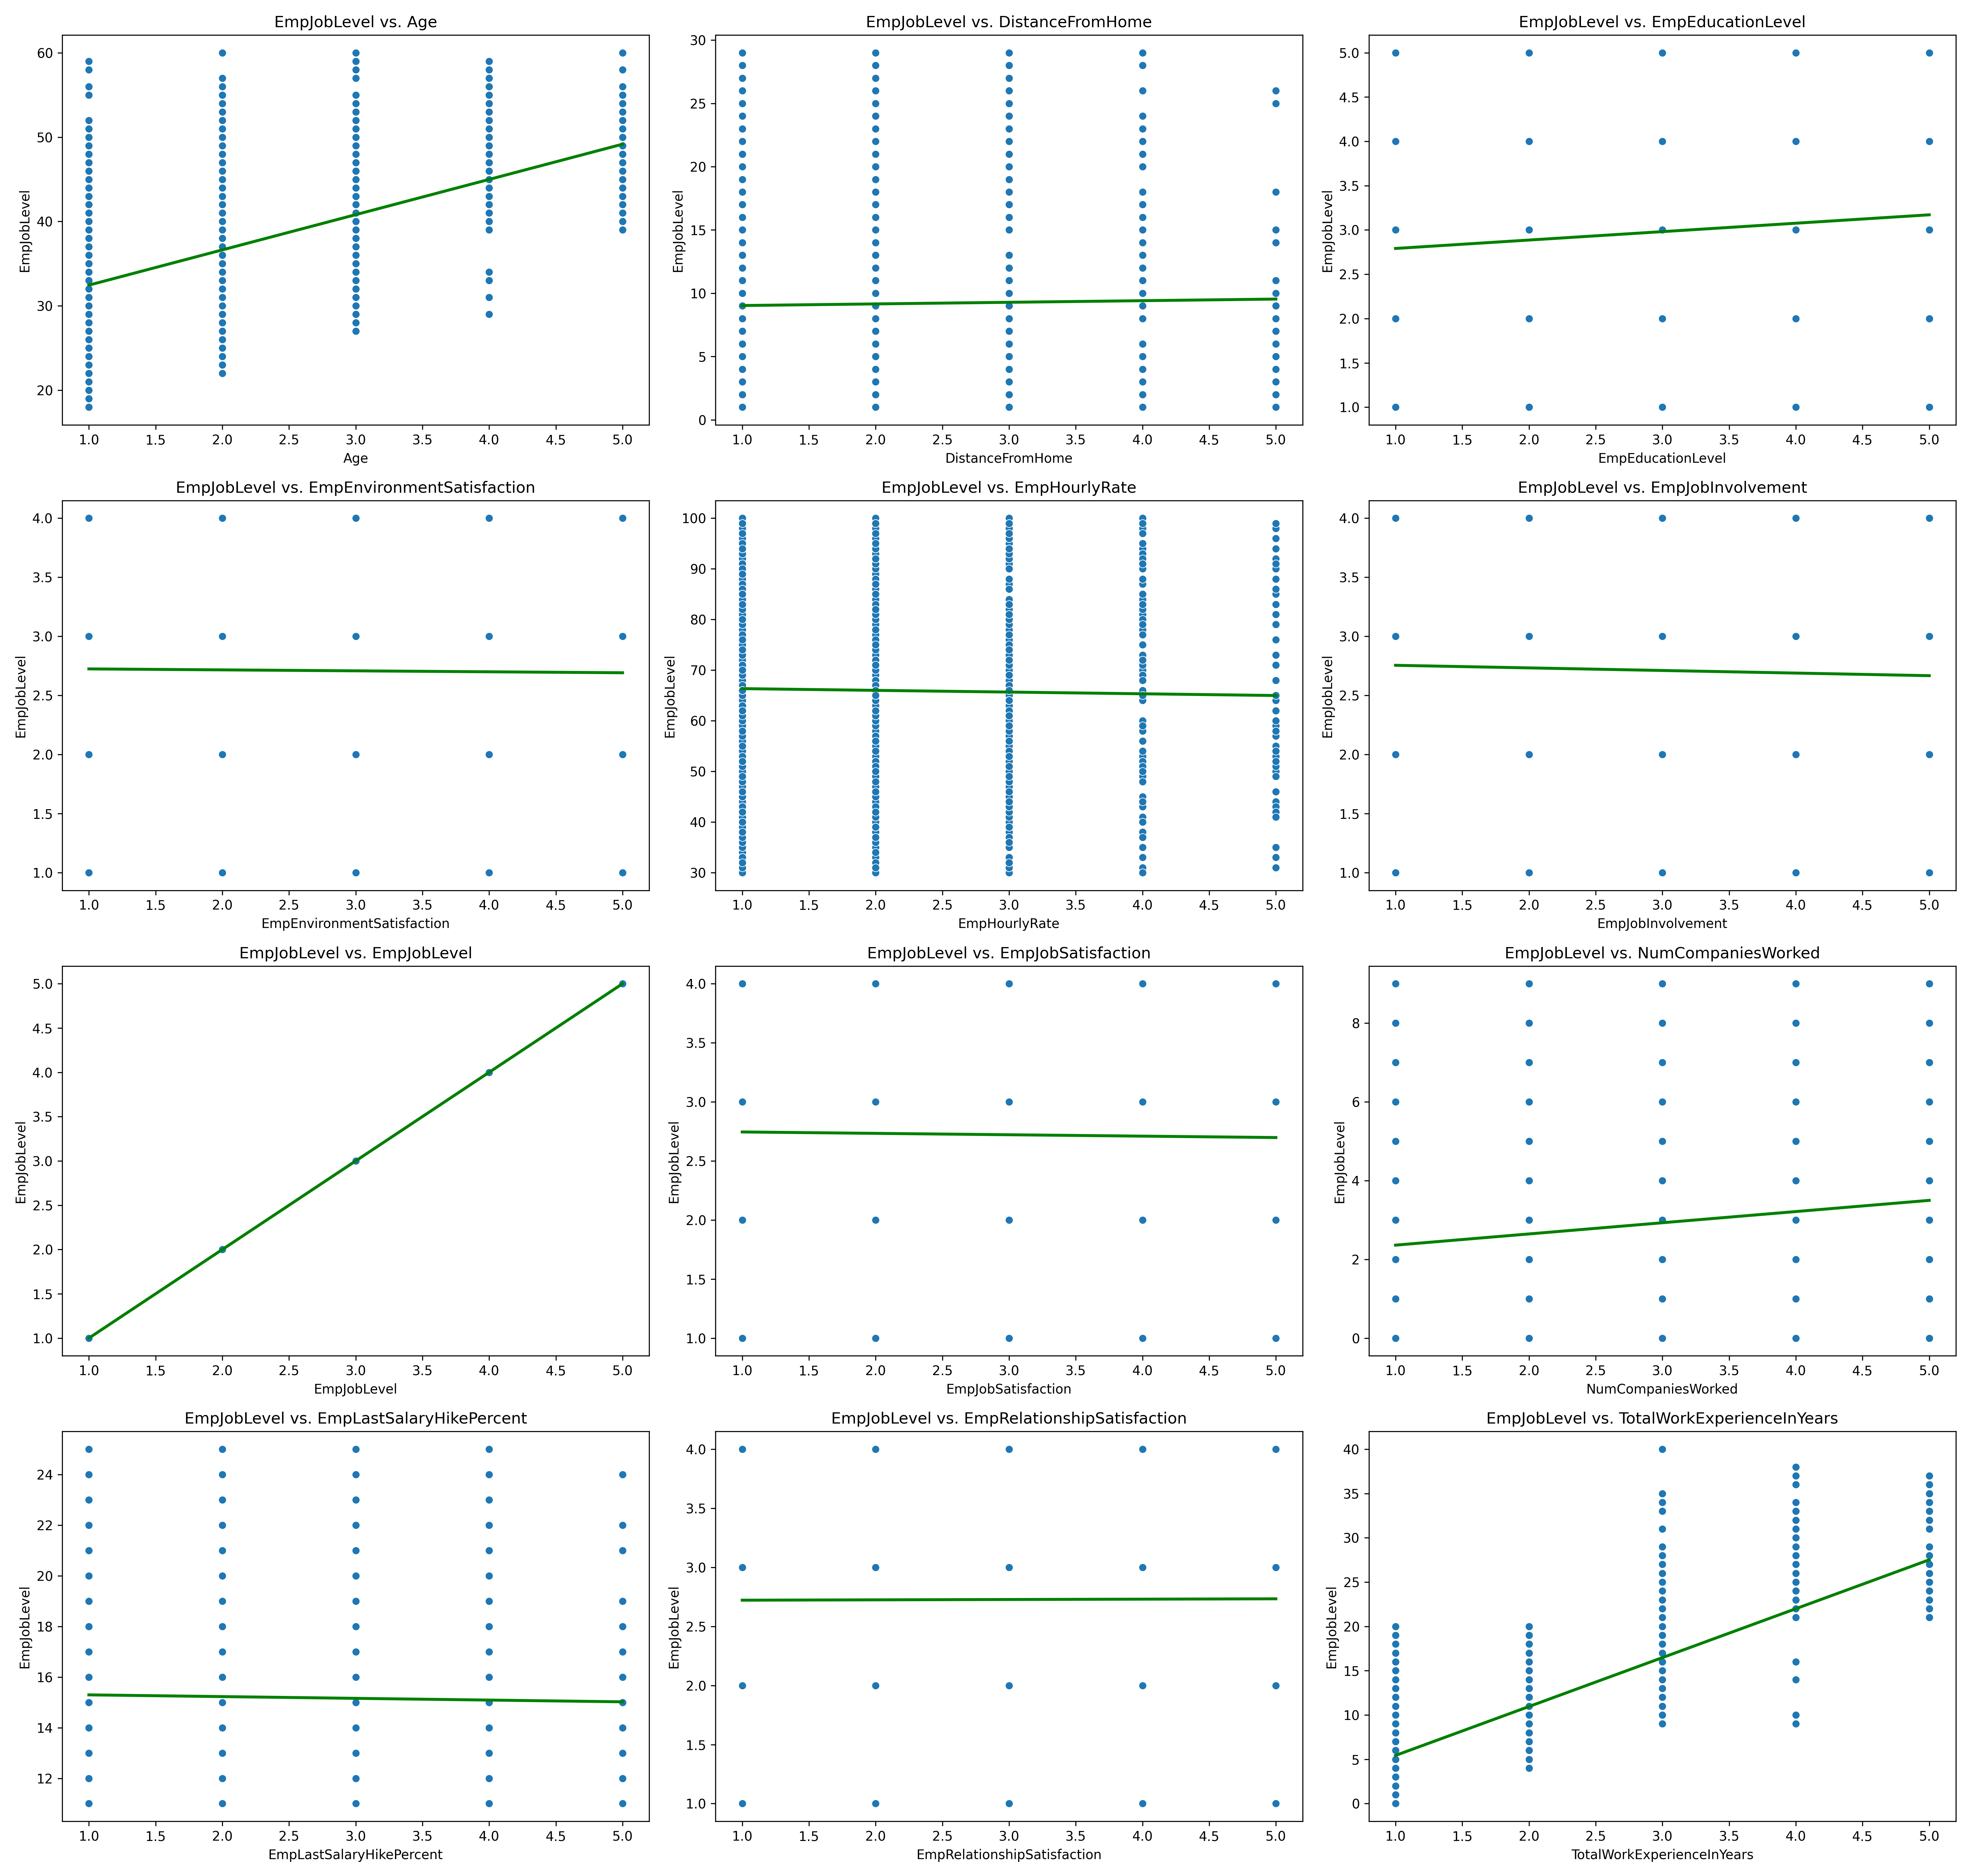 EmpJobLevel vs. Age
60
50
40
30
20
EmpJobLevel
1.0 1.5 2.0 2.5 3.0 3.5 4.0 4.5 5.0
Age
EmpJobLevel vs. DistanceFromHome
30
25
20
15
10
5
0
EmpJobLevel
1.0 1.5 2.0 2.5 3.0 3.5 4.0 4.5 5.0
DistanceFromHome
EmpJobLevel vs. EmpEducationLevel
5.0
4.5
4.0
3.5
3.0
2.5
2.0
1.5
1.0
EmpJobLevel
1.0 1.5 2.0 2.5 3.0 3.5 4.0 4.5 5.0
EmpEducationLevel
EmpJobLevel vs. EmpEnvironmentSatisfaction
4.0
3.5
3.0
2.5
2.0
1.5
1.0
EmpJobLevel
1.0 1.5 2.0 2.5 3.0 3.5 4.0 4.5 5.0
EmpEnvironmentSatisfaction
EmpJobLevel vs. EmpHourlyRate
100
90
80
70
60
50
40
30
EmpJobLevel
1.0 1.5 2.0 2.5 3.0 3.5 4.0 4.5 5.0
EmpHourlyRate
EmpJobLevel vs. EmpJobInvolvement
4.0
3.5
3.0
2.5
2.0
1.5
1.0
EmpJobLevel
1.0 1.5 2.0 2.5 3.0 3.5 4.0 4.5 5.0
EmpJobInvolvement
EmpJobLevel vs. EmpJobLevel
5.0
4.5
4.0
3.5
3.0
2.5
2.0
1.5
1.0
EmpJobLevel
1.0 1.5 2.0 2.5 3.0 3.5 4.0 4.5 5.0
EmpJobLevel
EmpJobLevel vs. EmpJobSatisfaction
4.0
3.5
3.0
2.5
2.0
1.5
1.0
EmpJobLevel
1.0 1.5 2.0 2.5 3.0 3.5 4.0 4.5 5.0
EmpJobSatisfaction
EmpJobLevel vs. NumCompaniesWorked
8
6
4
2
0
EmpJobLevel
1.0 1.5 2.0 2.5 3.0 3.5 4.0 4.5 5.0
NumCompaniesWorked
EmpJobLevel vs. EmpLastSalaryHikePercent
24
22
20
18
16
14
12
EmpJobLevel
1.0 1.5 2.0 2.5 3.0 3.5 4.0 4.5 5.0
EmpLastSalaryHikePercent
EmpJobLevel vs. EmpRelationshipSatisfaction
4.0
3.5
3.0
2.5
2.0
1.5
1.0
EmpJobLevel
1.0 1.5 2.0 2.5 3.0 3.5 4.0 4.5 5.0
EmpRelationshipSatisfaction
EmpJobLevel vs. TotalWorkExperienceInYears
40
35
30
25
20
15
10
5
0
EmpJobLevel
1.0 1.5 2.0 2.5 3.0 3.5 4.0 4.5 5.0
TotalWorkExperienceInYears